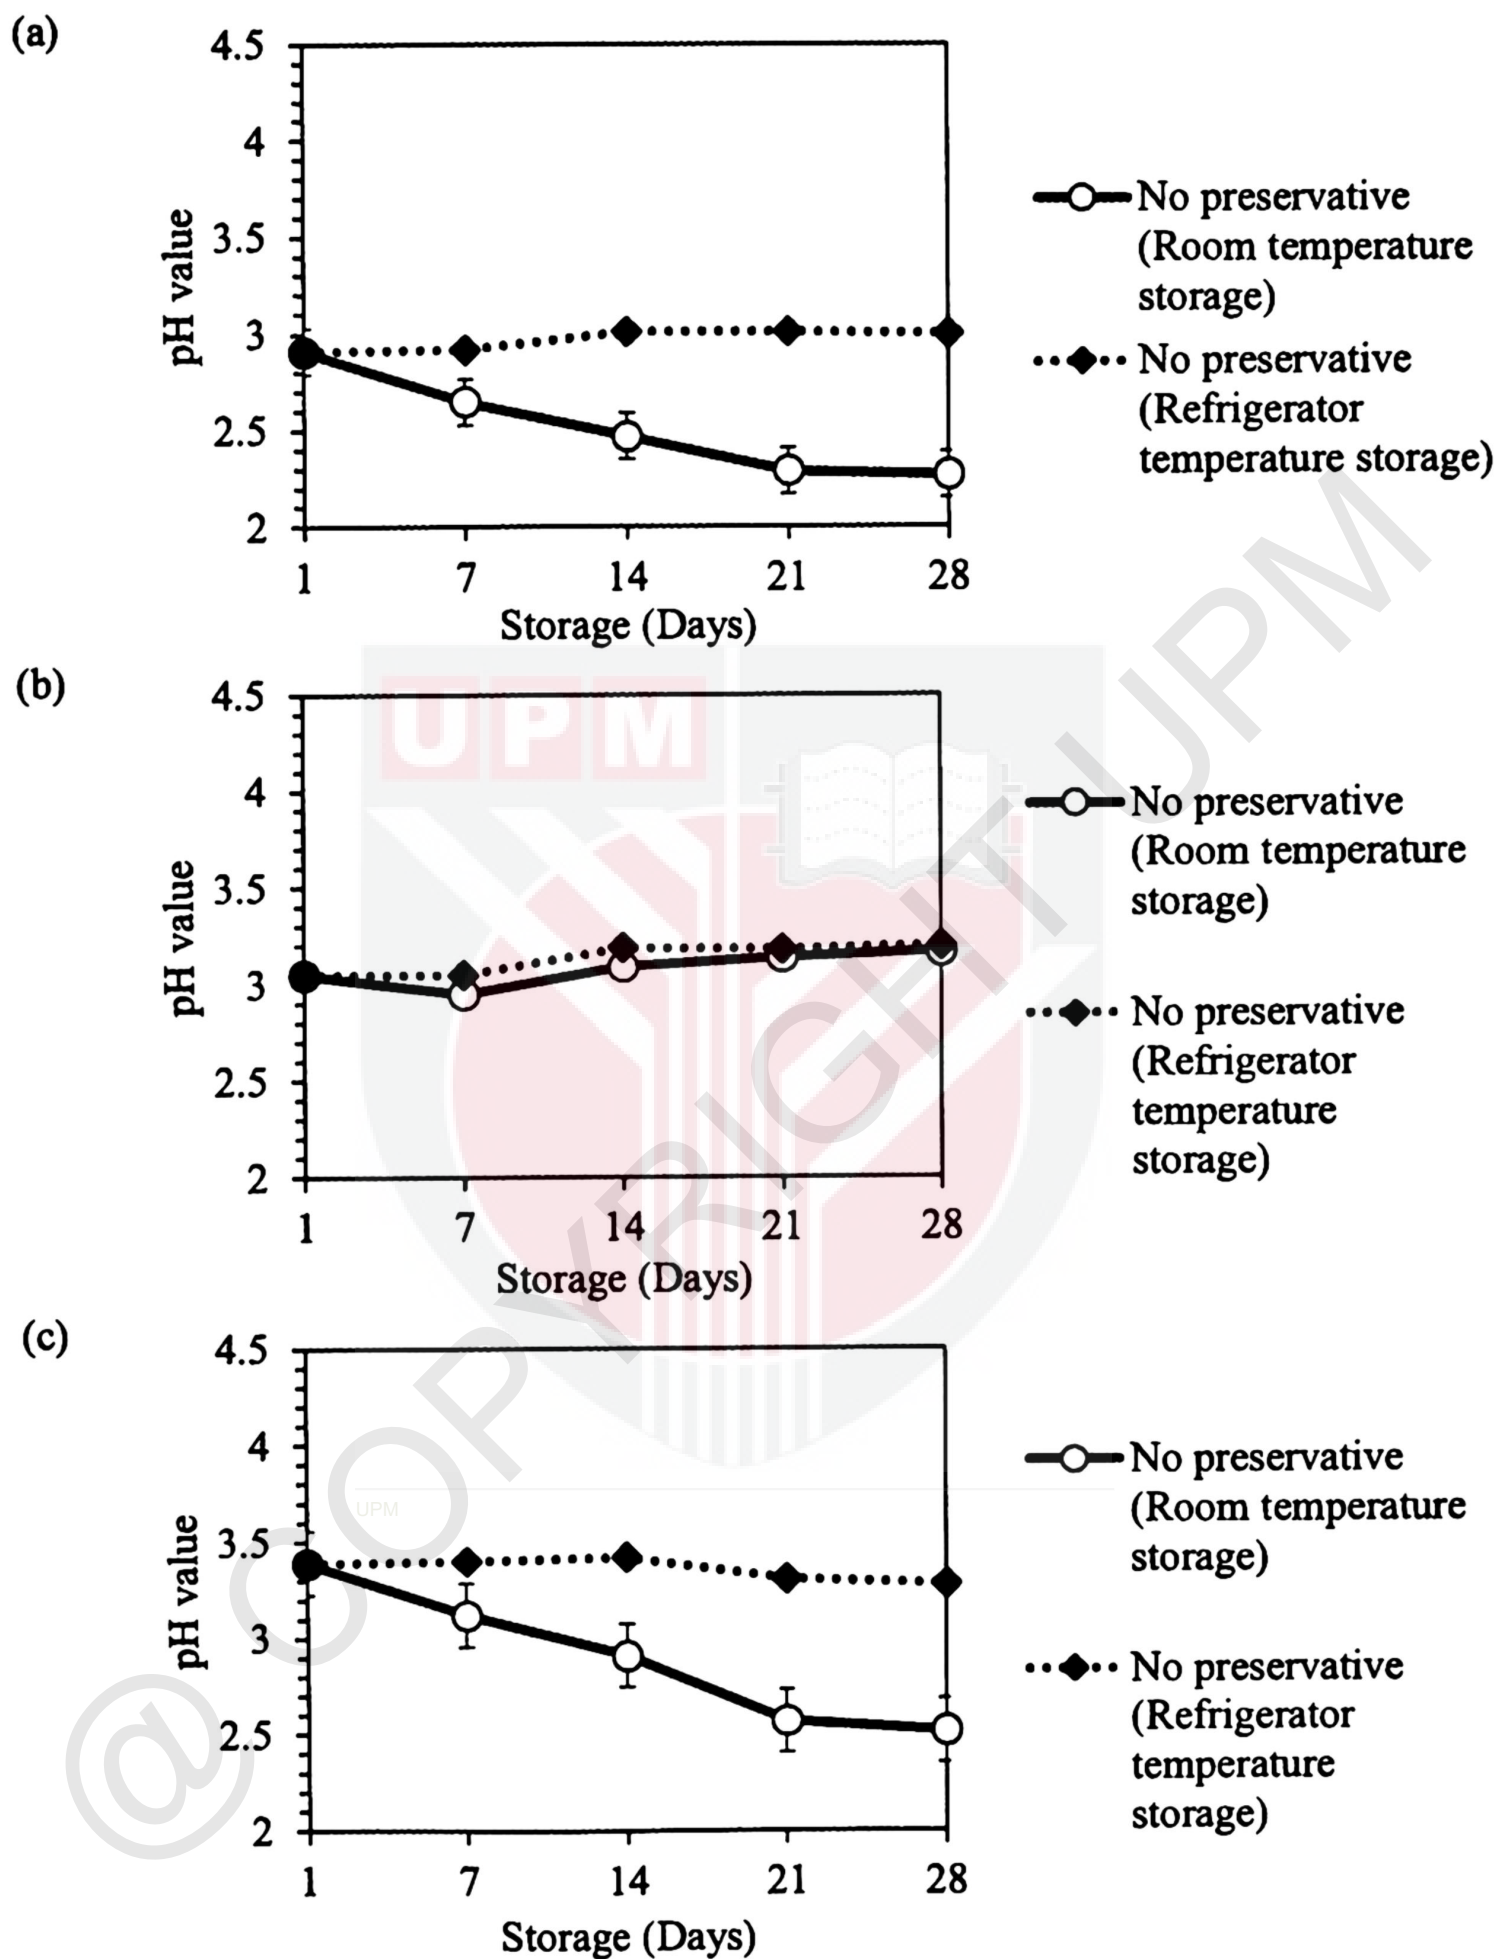 (a)
4.5
4
3.5
3
2.5
2
pH value
1 7 14 21 28
Storage (Days)
No preservative
(Room temperature
storage)
No preservative
(Refrigerator
temperature storage)
(b)
4.5
4
3.5
3
2.5
2
pH value
1 7 14 21 28
Storage (Days)
No preservative
(Room temperature
storage)
No preservative
(Refrigerator
temperature
storage)
(c)
4.5
4
3.5
3
2.5
2
pH value
1 7 14 21 28
Storage (Days)
No preservative
(Room temperature
storage)
No preservative
(Refrigerator
temperature
storage)
UPM
UPM
@ COPYRIGHT UPM